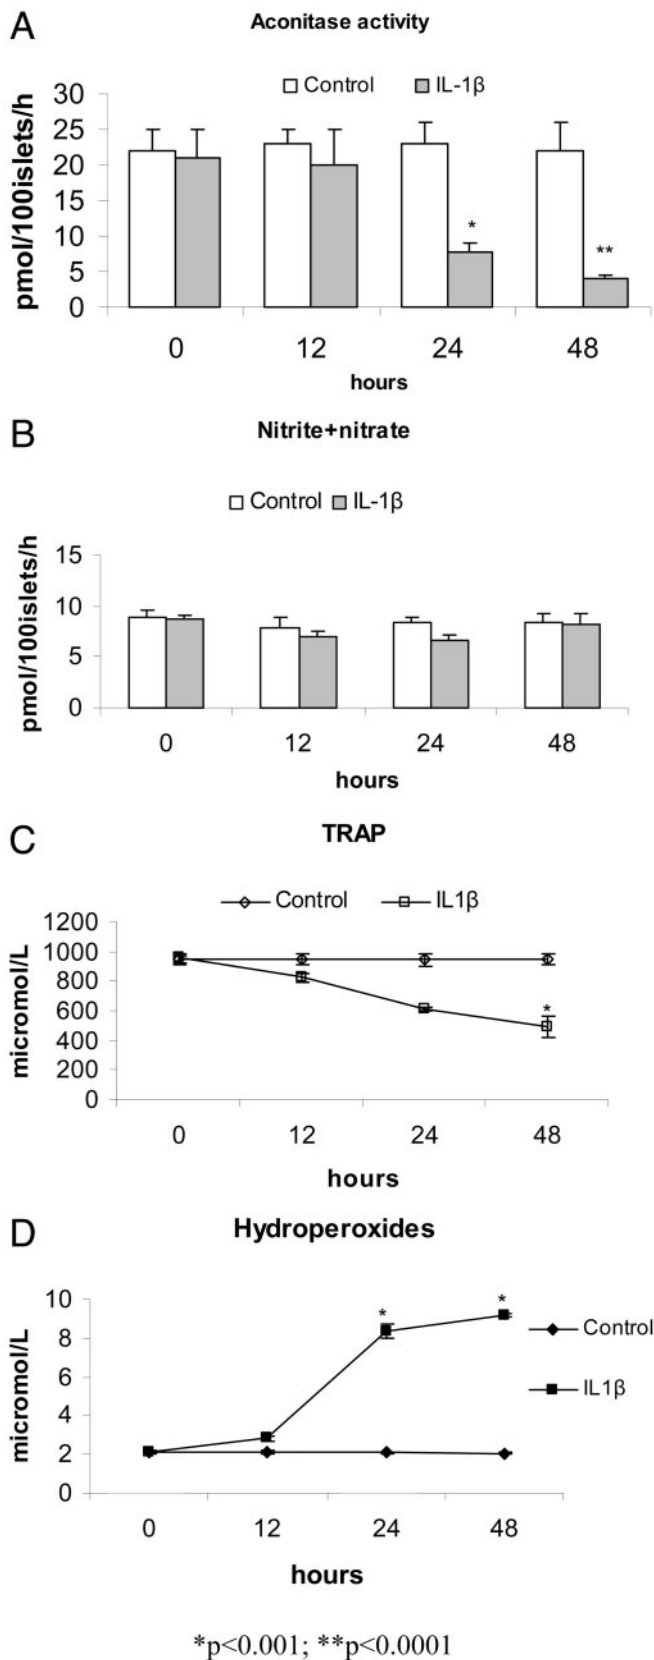 A
Aconitase activity
Control IL-1β
pmol/100islets/h
30
25
20
15
10
5
0
*
**
0 12 24 48
hours
B
Nitrite+nitrate
Control IL-1β
pmol/100islets/h
15
10
5
0
0 12 24 48
hours
C
TRAP
Control IL1β
micromol/L
1200
1000
800
600
400
200
0
*
0 12 24 48
hours
D
Hydroperoxides
micromol/L
10
8
6
4
2
0
* *
Control
IL1β
0 12 24 48
hours
*p<0.001; **p<0.0001